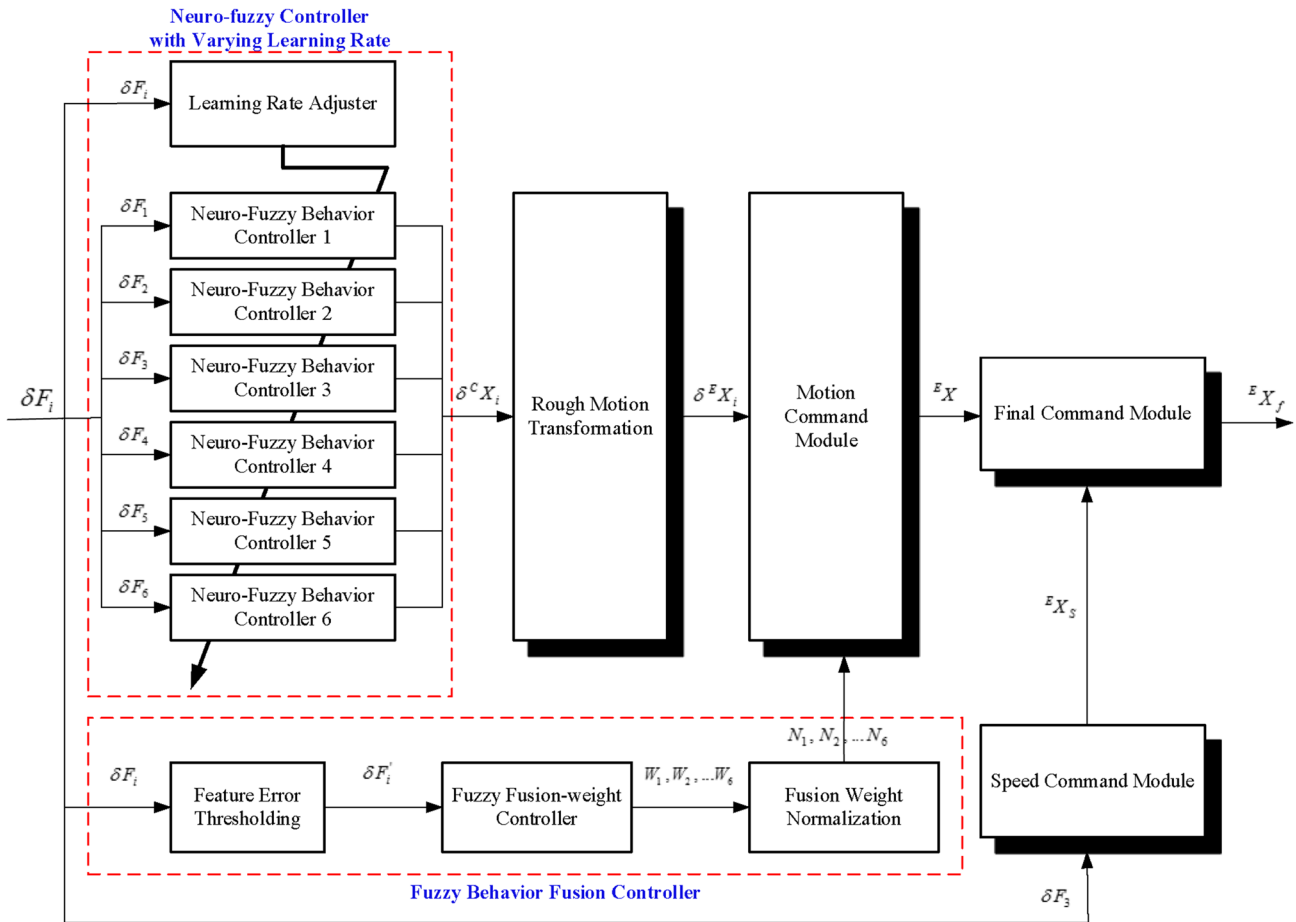 Neuro-fuzzy Controller
with Varying Learning Rate
δF_i
Learning Rate Adjuster
δF_1
Neuro-Fuzzy Behavior
Controller 1
δF_2
Neuro-Fuzzy Behavior
Controller 2
δF_3
Neuro-Fuzzy Behavior
Controller 3
δF_i
δF_4
Neuro-Fuzzy Behavior
Controller 4
δF_5
Neuro-Fuzzy Behavior
Controller 5
δF_6
Neuro-Fuzzy Behavior
Controller 6
δ^C X_i
Rough Motion
Transformation
δ^E X_i
Motion
Command
Module
^E X
Final Command Module
^E X_f
^E X_S
N_1, N_2, ...N_6
δF_i
Feature Error
Thresholding
δF_i'
Fuzzy Fusion-weight
Controller
W_1, W_2, ...W_6
Fusion Weight
Normalization
Speed Command Module
Fuzzy Behavior Fusion Controller
δF_3